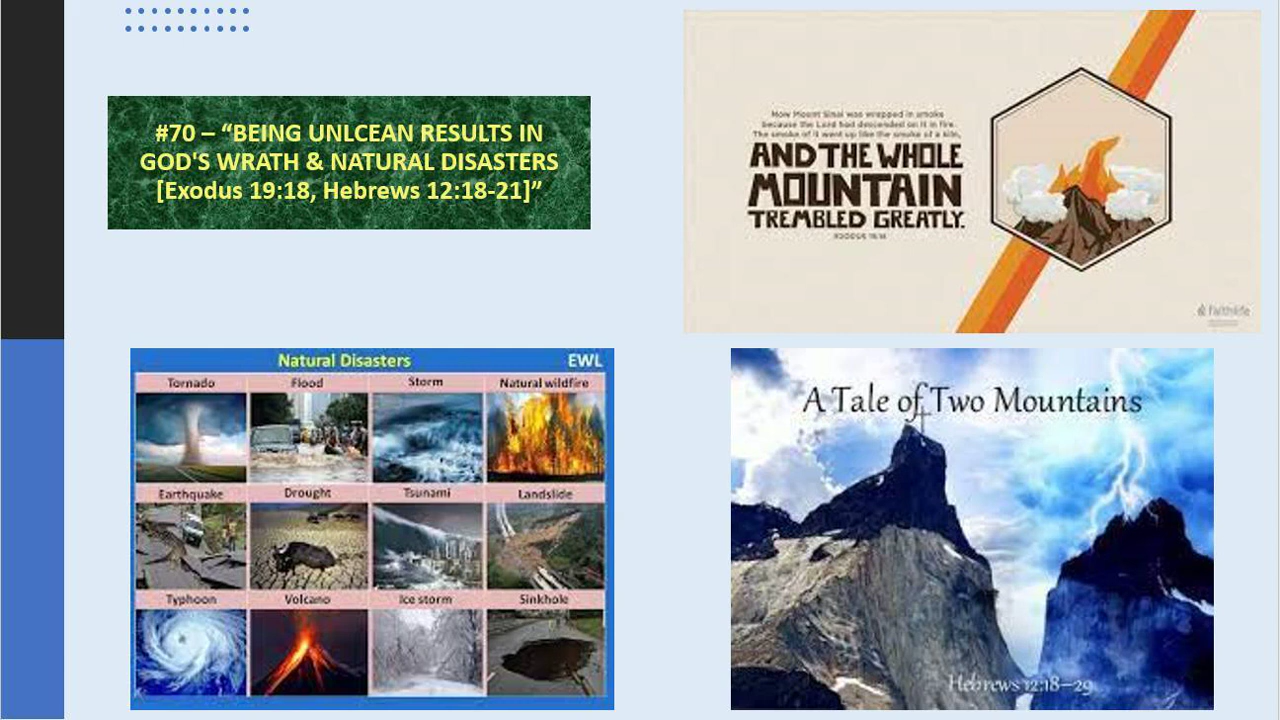 #70 – “BEING UNLCEAN RESULTS IN
GOD'S WRATH & NATURAL DISASTERS
[Exodus 19:18, Hebrews 12:18-21]”
Now Mount Sinai was wrapped in smoke
because the Lord had descended on it in fire.
The smoke of it went up like the smoke of a kiln,
AND THE WHOLE
MOUNTAIN
TREMBLED GREATLY.
EXODUS 19:18
faithlife
Natural Disasters EWL
Tornado Flood Storm Natural wildfire
Earthquake Drought Tsunami Landslide
Typhoon Volcano Ice storm Sinkhole
A Tale of Two Mountains
Hebrews 12:18–29